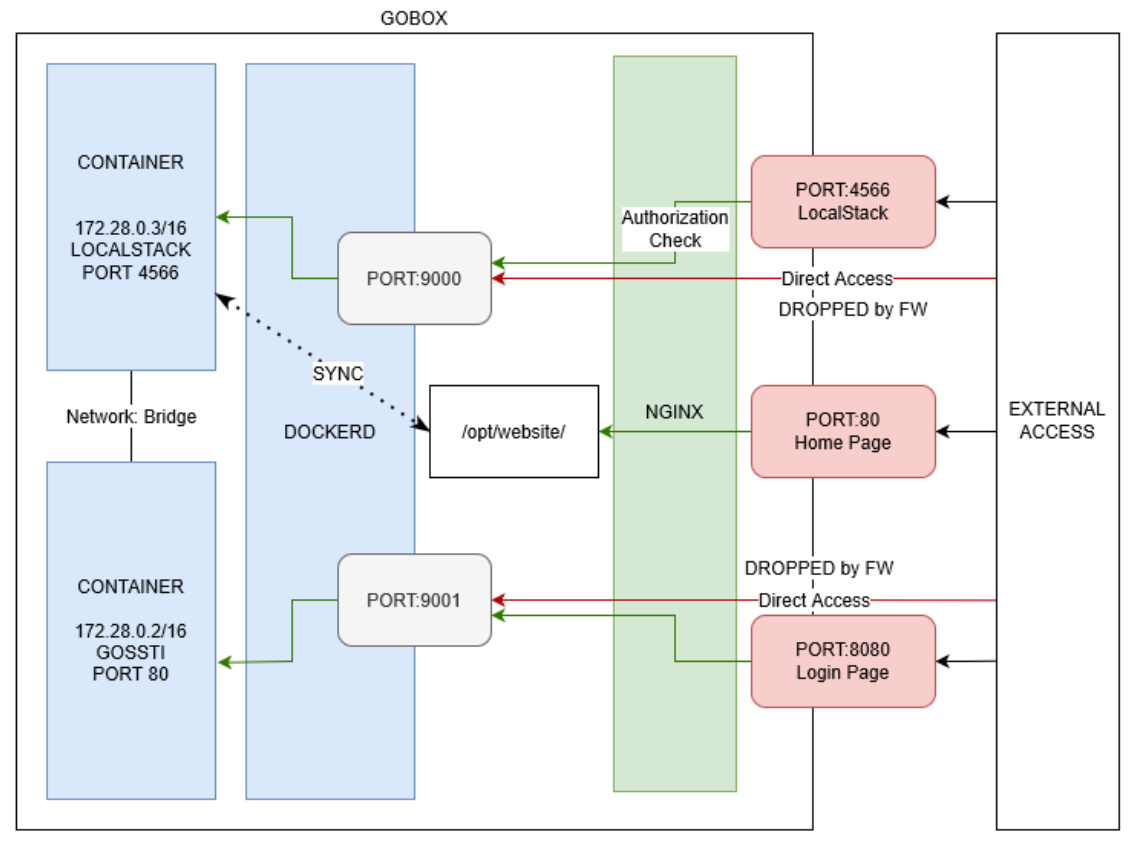 GOBOX
CONTAINER
172.28.0.3/16
LOCALSTACK
PORT 4566
Network: Bridge
CONTAINER
172.28.0.2/16
GOSSTI
PORT 80
DOCKERD
PORT:9000
SYNC
/opt/website/
PORT:9001
Authorization
Check
NGINX
PORT:4566
LocalStack
Direct Access
DROPPED by FW
PORT:80
Home Page
DROPPED by FW
Direct Access
PORT:8080
Login Page
EXTERNAL
ACCESS